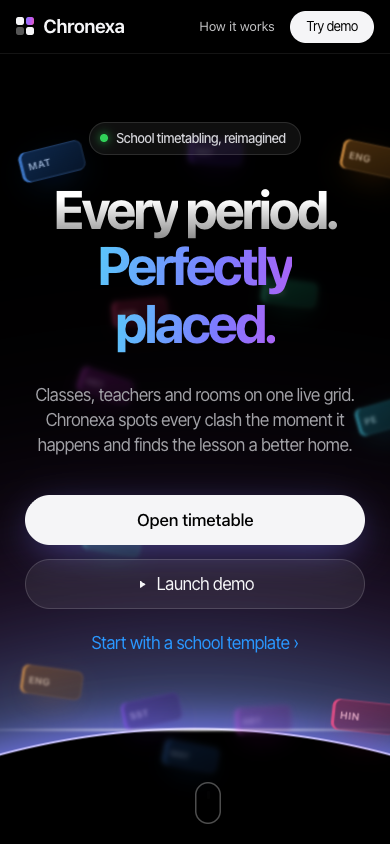 Chronexa
How it works
Try demo
School timetabling, reimagined
MAT
ENG
Every period.
Perfectly
placed.
Classes, teachers and rooms on one live grid.
PE
Chronexa spots every clash the moment it
happens and finds the lesson a better home.
Open timetable
Launch demo
Start with a school template ›
ENG
HIN